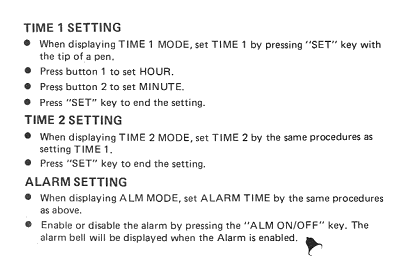 TIME 1 SETTING
● When displaying TIME 1 MODE, set TIME 1 by pressing "SET" key with
the tip of a pen.
● Press button 1 to set HOUR.
● Press button 2 to set MINUTE.
● Press "SET" key to end the setting.
TIME 2 SETTING
● When displaying TIME 2 MODE, set TIME 2 by the same procedures as
setting TIME 1.
● Press "SET" key to end the setting.
ALARM SETTING
● When displaying ALM MODE, set ALARM TIME by the same procedures
as above.
● Enable or disable the alarm by pressing the "ALM ON/OFF" key. The
alarm bell will be displayed when the Alarm is enabled.